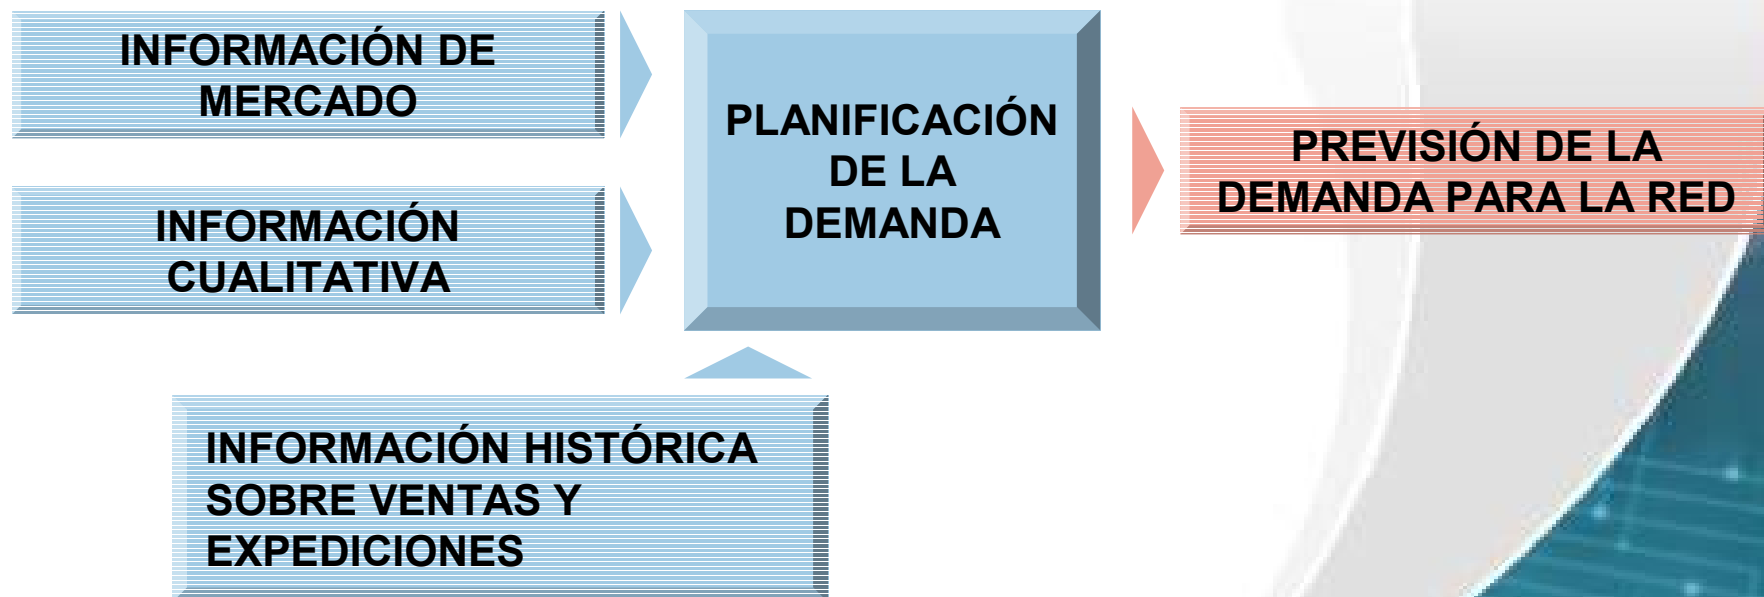 INFORMACIÓN DE
MERCADO
INFORMACIÓN
CUALITATIVA
PLANIFICACIÓN
DE LA
DEMANDA
PREVISIÓN DE LA
DEMANDA PARA LA RED
INFORMACIÓN HISTÓRICA
SOBRE VENTAS Y
EXPEDICIONES